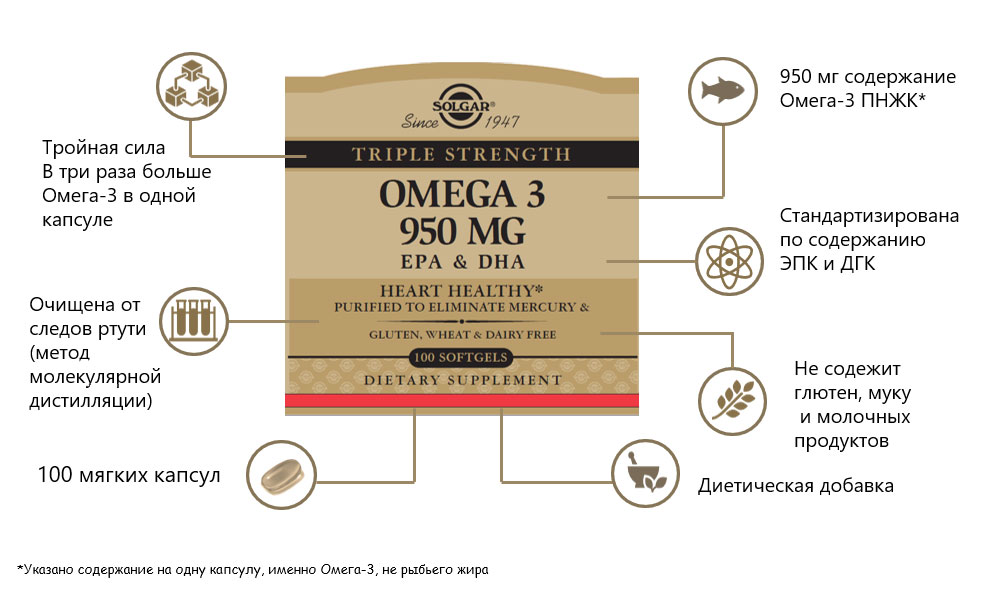 Тройная сила
В три раза больше
Омега-3 в одной
капсуле
Очищена от
следов ртути
(метод
молекулярной
дистилляции)
100 мягких капсул
SOLGAR®
Since 1947
TRIPLE STRENGTH
OMEGA 3
950 MG
EPA & DHA
HEART HEALTHY*
PURIFIED TO ELIMINATE MERCURY &
GLUTEN, WHEAT & DAIRY FREE
100 SOFTGELS
DIETARY SUPPLEMENT
950 мг содержание
Омега-3 ПНЖК*
Стандартизирована
по содержанию
ЭПК и ДГК
Не содежит
глютен, муку
и молочных
продуктов
Диетическая добавка
*Указано содержание на одну капсулу, именно Омега-3, не рыбьего жира